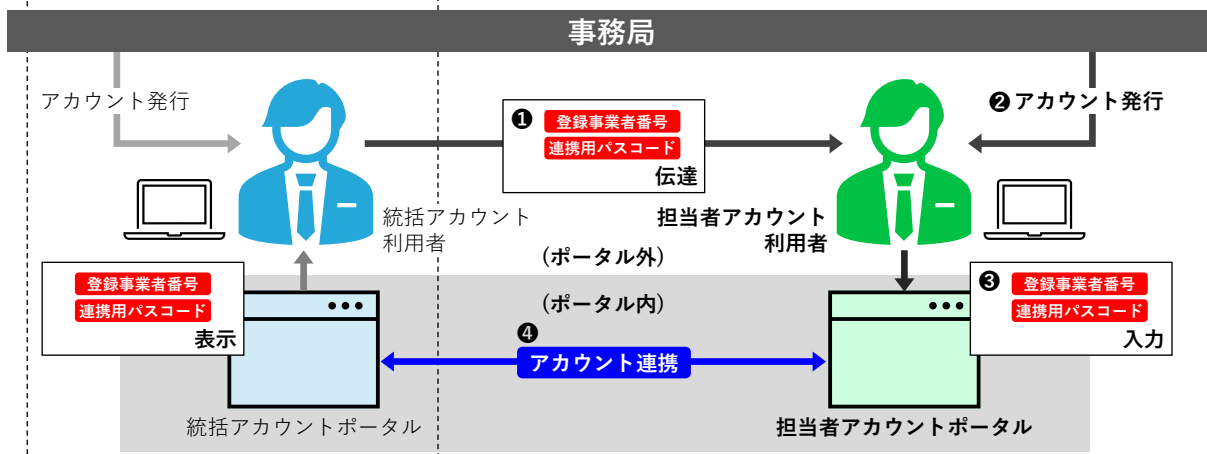 事務局
アカウント発行
❶
登録事業者番号
連携用パスコード
伝達
❷アカウント発行
統括アカウント
利用者
担当者アカウント
利用者
(ポータル外)
登録事業者番号
連携用パスコード
表示
(ポータル内)
❸
登録事業者番号
連携用パスコード
入力
❹
アカウント連携
統括アカウントポータル
担当者アカウントポータル